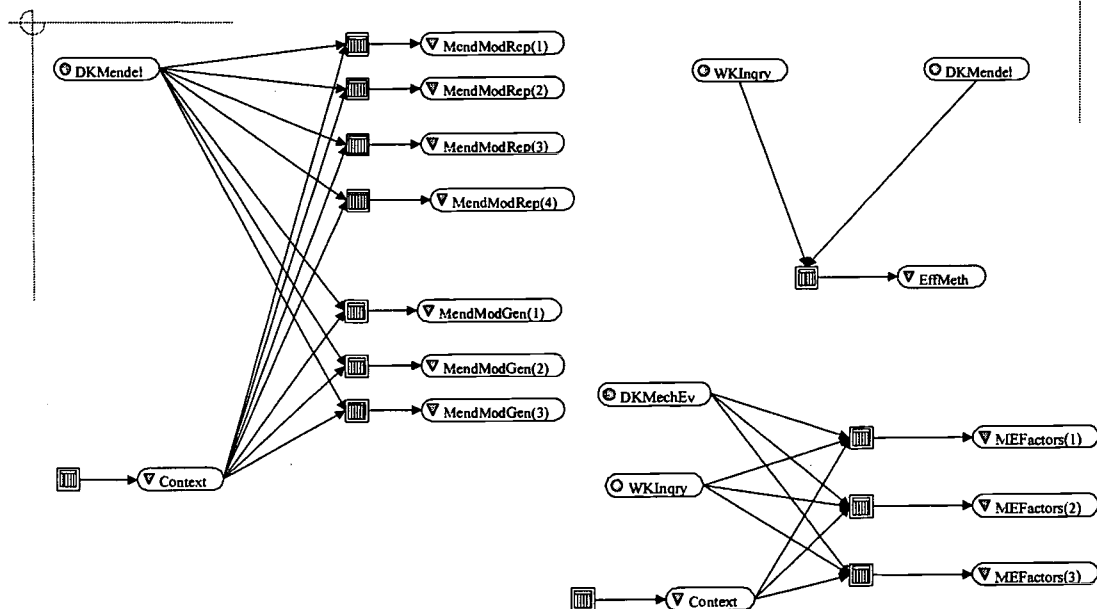 DKMendel
MendModRep(1)
MendModRep(2)
MendModRep(3)
MendModRep(4)
MendModGen(1)
MendModGen(2)
MendModGen(3)
Context
WKInqry
DKMendel
EffMeth
DKMechEv
WKInqry
Context
MEFactors(1)
MEFactors(2)
MEFactors(3)